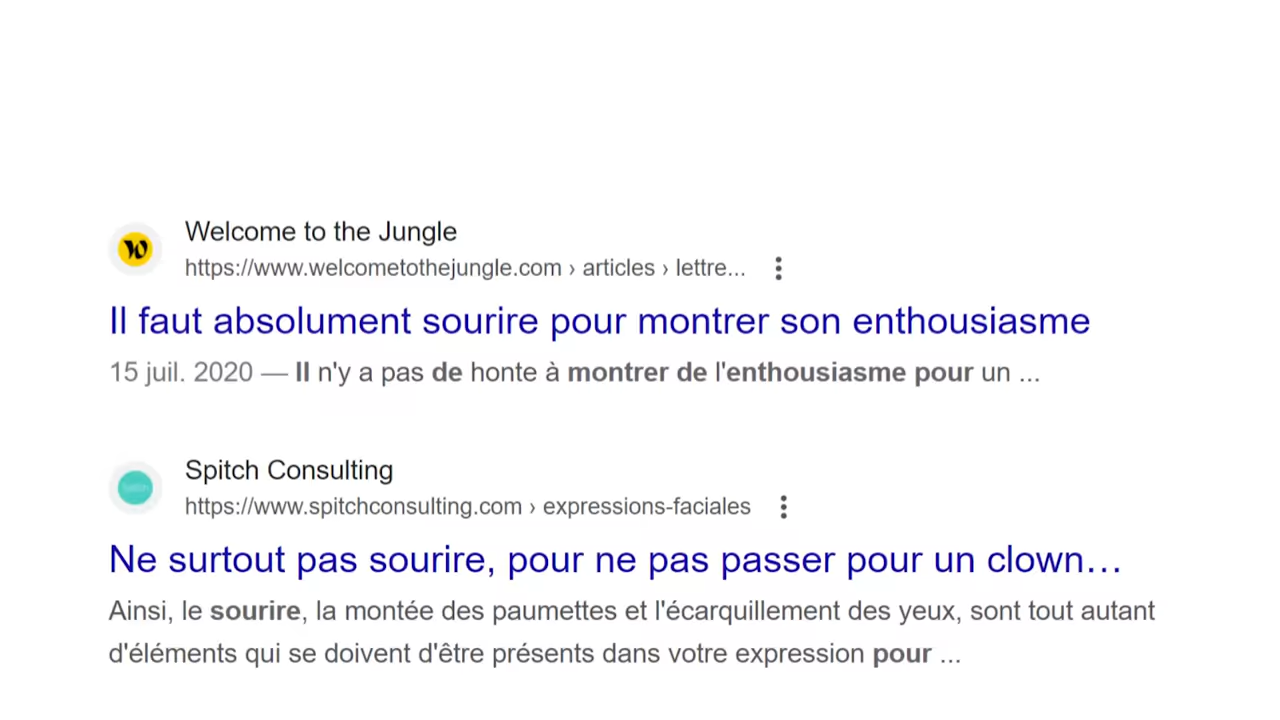 Welcome to the Jungle
https://www.welcometothejungle.com › articles › lettre...
Il faut absolument sourire pour montrer son enthousiasme
15 juil. 2020 — Il n'y a pas de honte à montrer de l'enthousiasme pour un ...
Spitch Consulting
https://www.spitchconsulting.com › expressions-faciales
Ne surtout pas sourire, pour ne pas passer pour un clown…
Ainsi, le sourire, la montée des paumettes et l'écarquillement des yeux, sont tout autant
d'éléments qui se doivent d'être présents dans votre expression pour ...